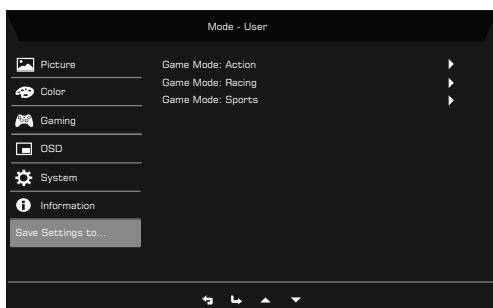 Mode - User
Picture
Color
Gaming
OSD
System
Information
Save Settings to...
Game Mode: Action
Game Mode: Racing
Game Mode: Sports